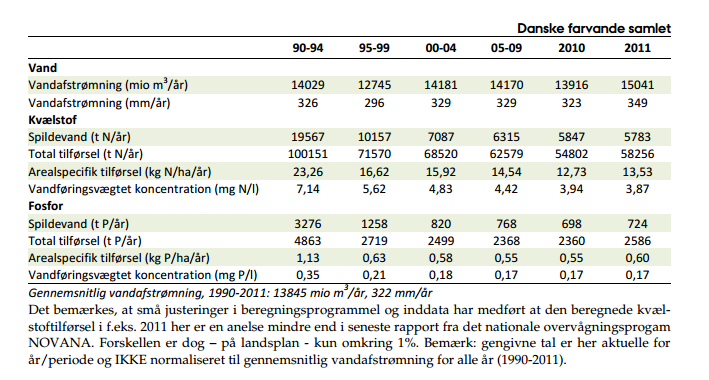 Danske farvande samlet
90-94 95-99 00-04 05-09 2010 2011
Vand
Vandafstrømning (mio m³/år) 14029 12745 14181 14170 13916 15041
Vandafstrømning (mm/år) 326 296 329 329 323 349
Kvælstof
Spildevand (t N/år) 19567 10157 7087 6315 5847 5783
Total tilførsel (t N/år) 100151 71570 68520 62579 54802 58256
Arealspecifik tilførsel (kg N/ha/år) 23,26 16,62 15,92 14,54 12,73 13,53
Vandføringsvægtet koncentration (mg N/l) 7,14 5,62 4,83 4,42 3,94 3,87
Fosfor
Spildevand (t P/år) 3276 1258 820 768 698 724
Total tilførsel (t P/år) 4863 2719 2499 2368 2360 2586
Arealspecifik tilførsel (kg P/ha/år) 1,13 0,63 0,58 0,55 0,55 0,60
Vandføringsvægtet koncentration (mg P/l) 0,35 0,21 0,18 0,17 0,17 0,17
Gennemsnitlig vandafstrømning, 1990-2011: 13845 mio m³/år, 322 mm/år
Det bemærkes, at små justeringer i beregningsprogrammel og inddata har medført at den beregnede kvæl-
stoftilførsel i f.eks. 2011 her er en anelse mindre end i seneste rapport fra det nationale overvågningsprogam
NOVANA. Forskellen er dog – på landsplan - kun omkring 1%. Bemærk: gengivne tal er her aktuelle for
år/periode og IKKE normaliseret til gennemsnitlig vandafstrømning for alle år (1990-2011).